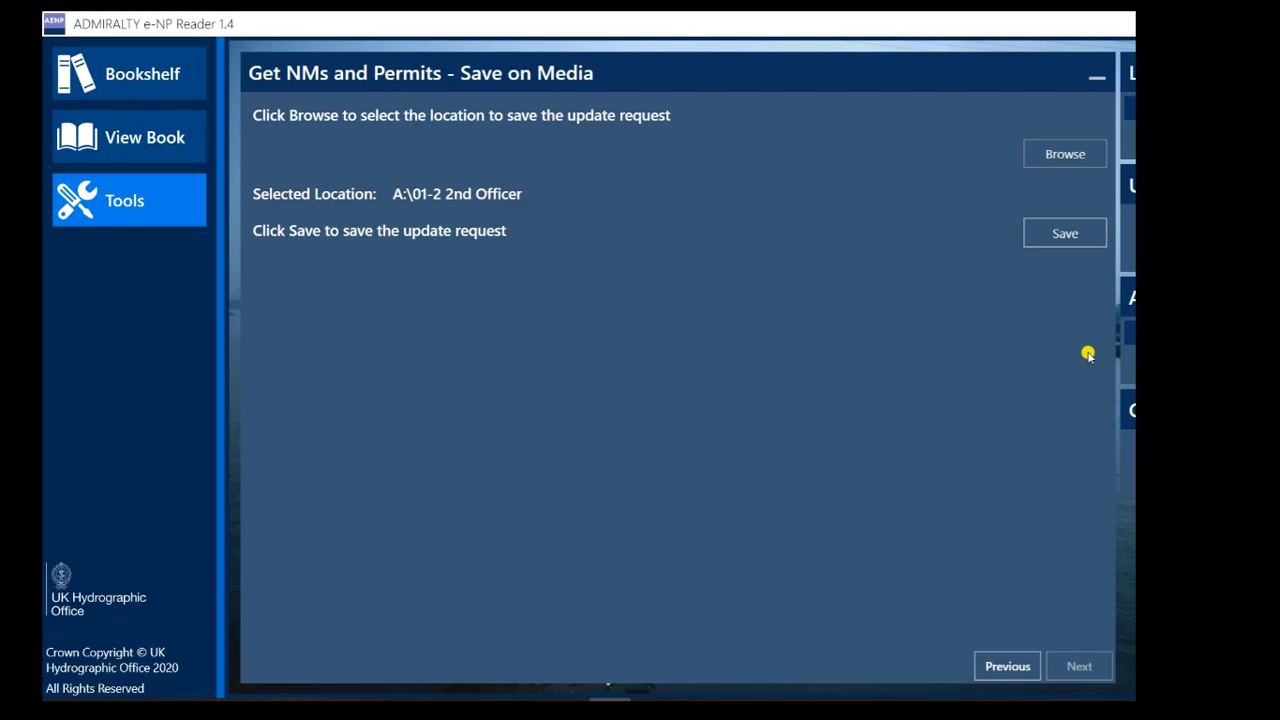 AENP
ADMIRALTY e-NP Reader 1.4
Bookshelf
View Book
Tools
Get NMs and Permits - Save on Media
Click Browse to select the location to save the update request
Browse
Selected Location: A:\01-2 2nd Officer
Click Save to save the update request
Save
Previous
Next
UK Hydrographic
Office
Crown Copyright © UK
Hydrographic Office 2020
All Rights Reserved